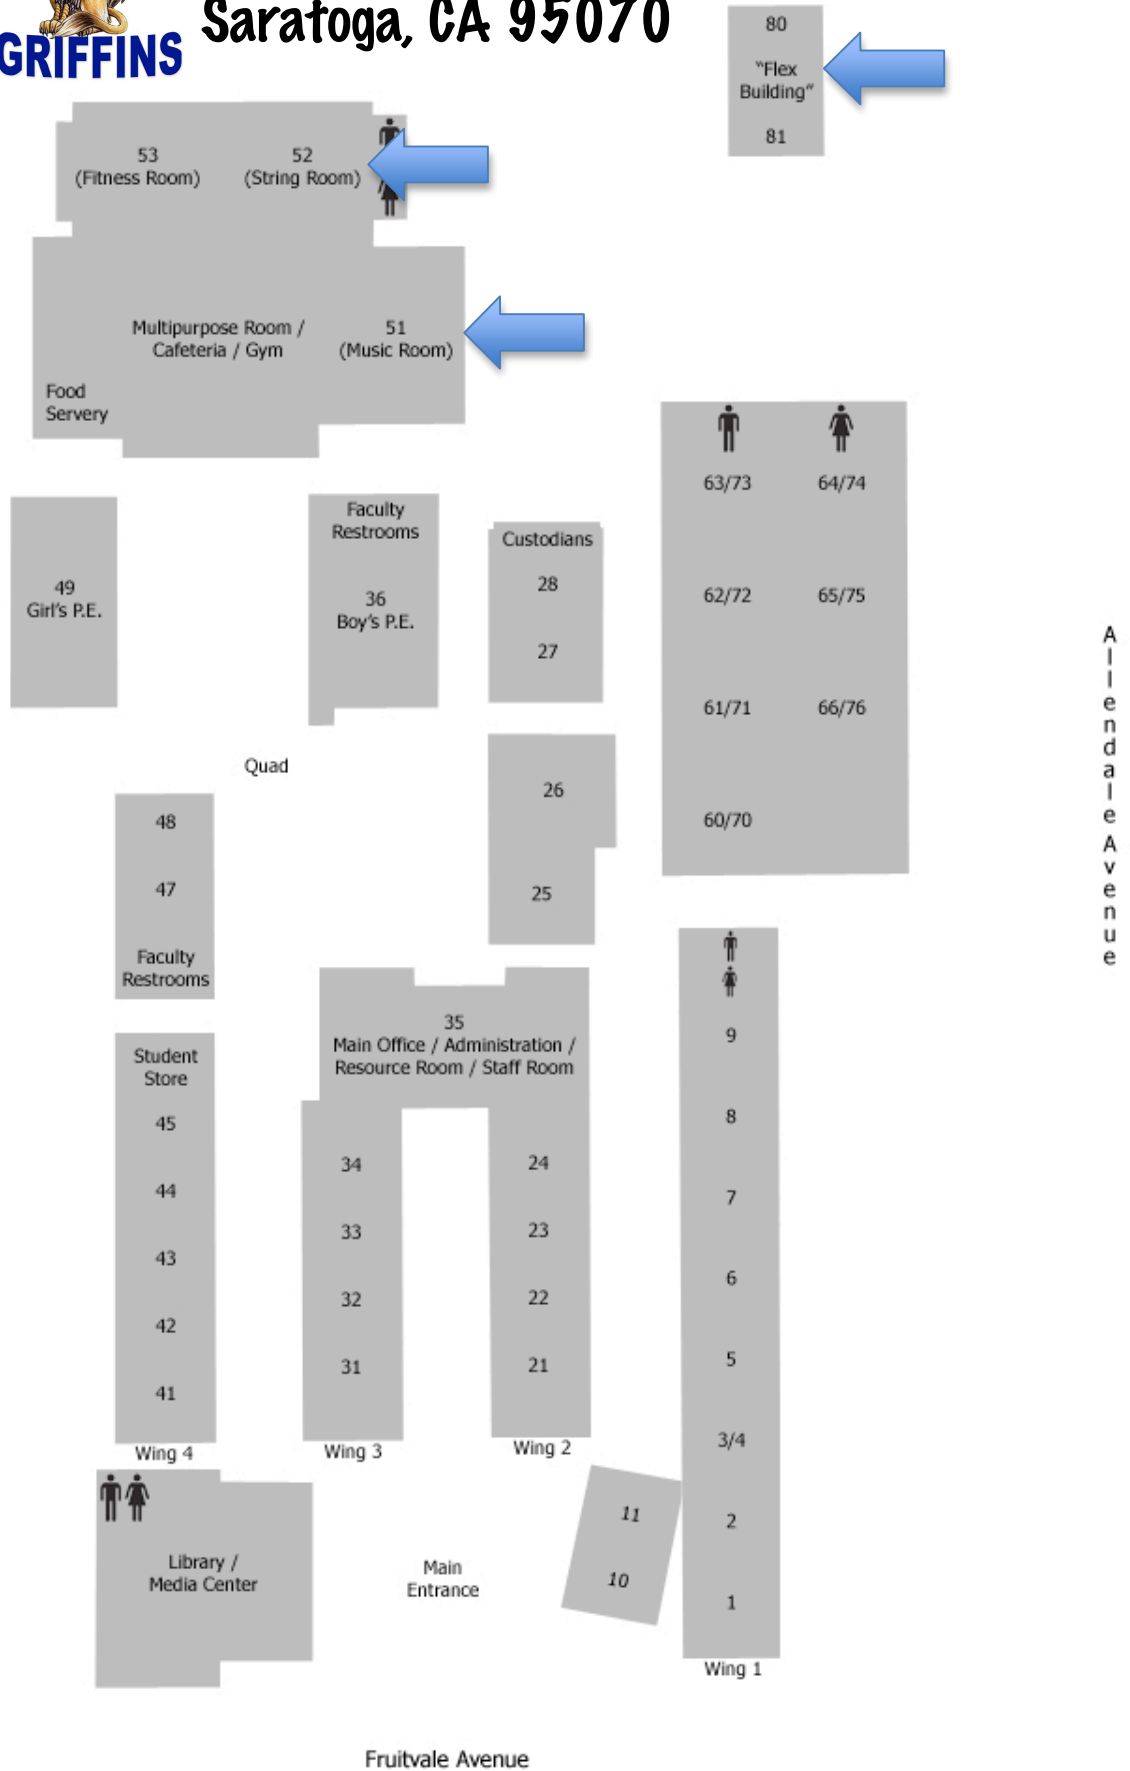 Saratoga, CA 95070
GRIFFINS
80
"Flex
Building"
81
53
(Fitness Room)
52
(String Room)
Multipurpose Room /
Cafeteria / Gym
51
(Music Room)
Food
Servery
63/73
64/74
62/72
65/75
61/71
66/76
60/70
49
Girl's P.E.
Faculty
Restrooms
36
Boy's P.E.
Custodians
28
27
Allendale Avenue
Quad
26
25
48
47
Faculty
Restrooms
35
Main Office / Administration /
Resource Room / Staff Room
Student
Store
45
44
43
42
41
Wing 4
34
33
32
31
Wing 3
24
23
22
21
Wing 2
9
8
7
6
5
3/4
2
1
Wing 1
11
10
Library /
Media Center
Main
Entrance
Fruitvale Avenue